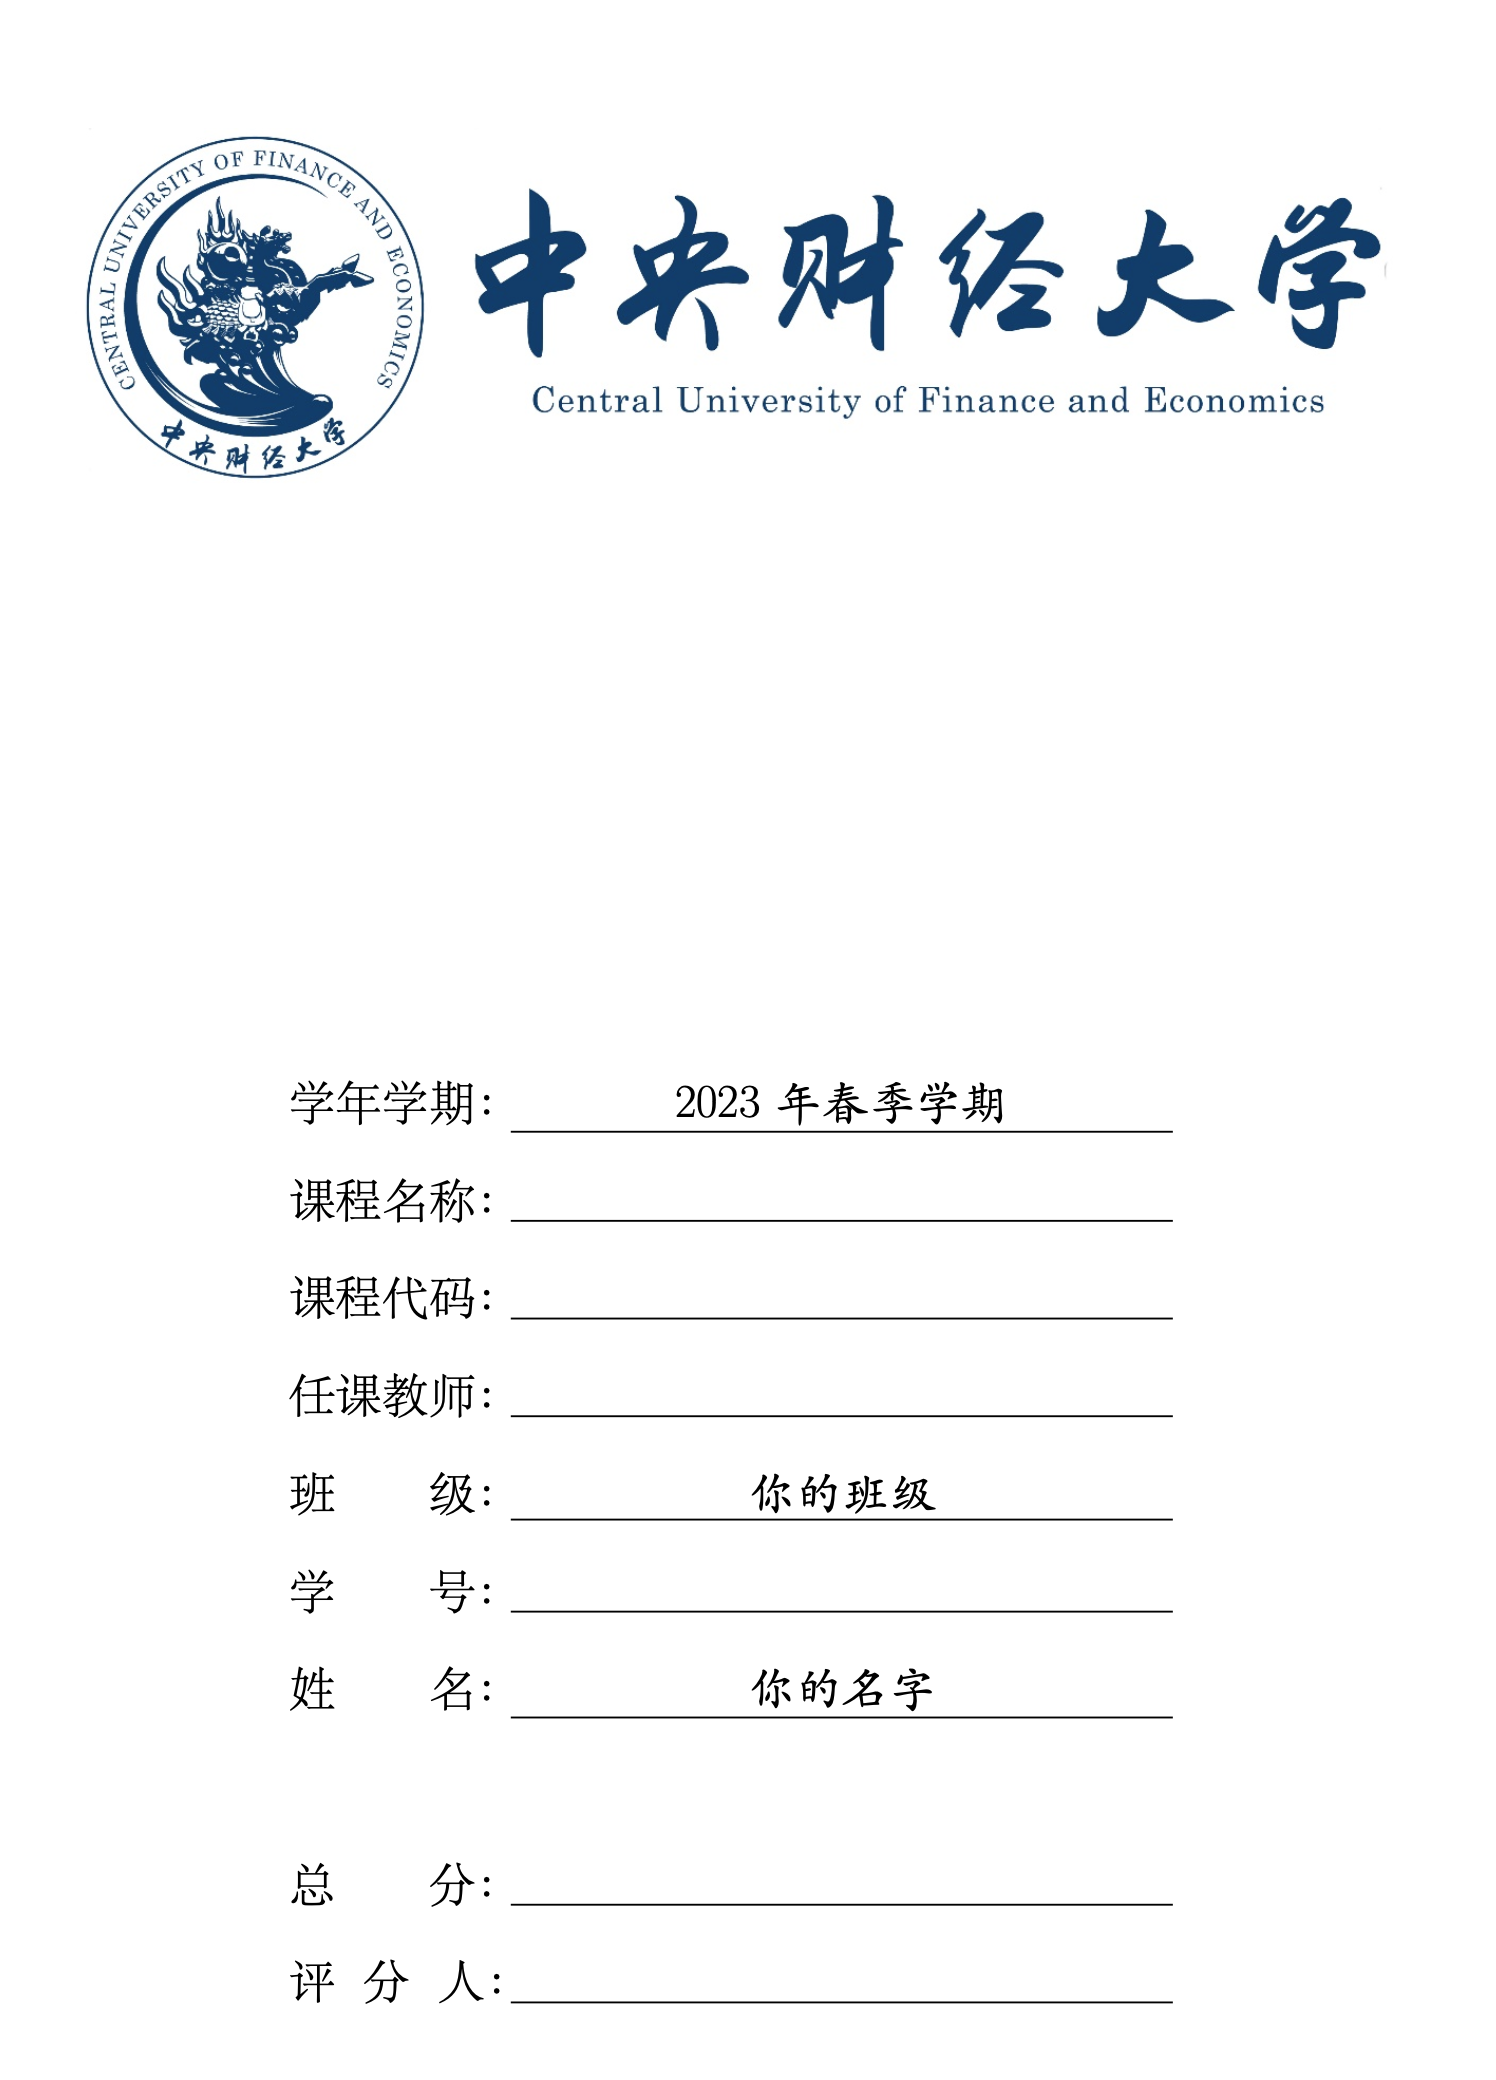 CENTRAL UNIVERSITY OF FINANCE AND ECONOMICS
中央财经大学
中央财经大学
Central University of Finance and Economics
学年学期： 2023 年春季学期
课程名称：
课程代码：
任课教师：
班 级： 你的班级
学 号：
姓 名： 你的名字
总 分：
评 分 人：